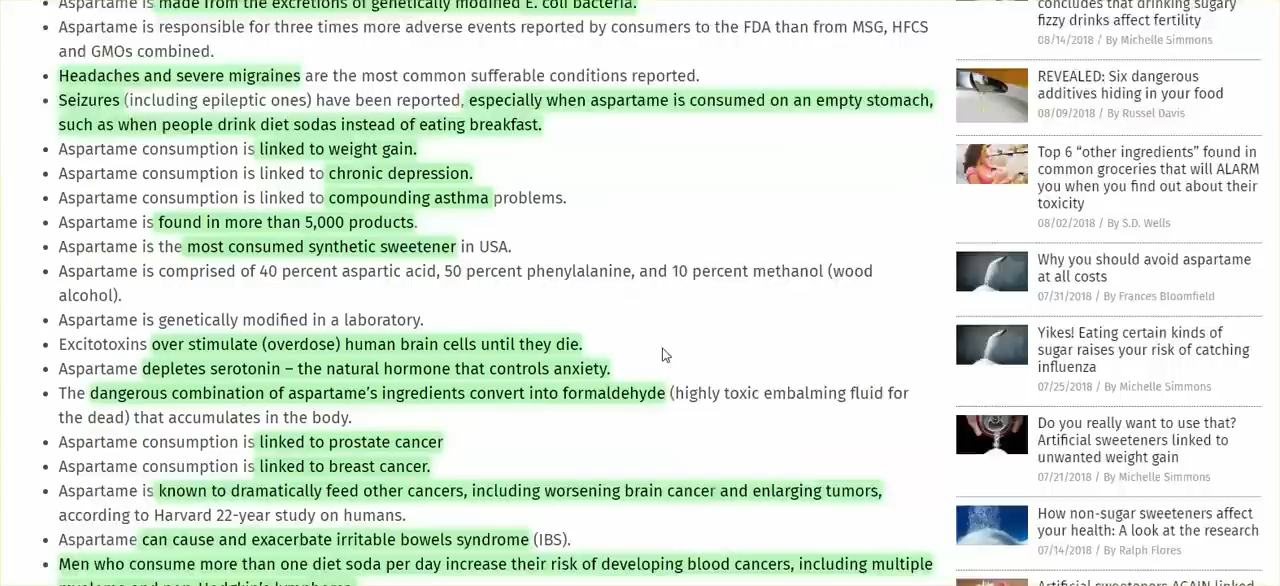 Aspartame is made from the excretions of genetically modified E. coli bacteria.
Aspartame is responsible for three times more adverse events reported by consumers to the FDA than from MSG, HFCS
and GMOs combined.
Headaches and severe migraines are the most common sufferable conditions reported.
Seizures (including epileptic ones) have been reported, especially when aspartame is consumed on an empty stomach,
such as when people drink diet sodas instead of eating breakfast.
Aspartame consumption is linked to weight gain.
Aspartame consumption is linked to chronic depression.
Aspartame consumption is linked to compounding asthma problems.
Aspartame is found in more than 5,000 products.
Aspartame is the most consumed synthetic sweetener in USA.
Aspartame is comprised of 40 percent aspartic acid, 50 percent phenylalanine, and 10 percent methanol (wood
alcohol).
Aspartame is genetically modified in a laboratory.
Excitotoxins over stimulate (overdose) human brain cells until they die.
Aspartame depletes serotonin – the natural hormone that controls anxiety.
The dangerous combination of aspartame's ingredients convert into formaldehyde (highly toxic embalming fluid for
the dead) that accumulates in the body.
Aspartame consumption is linked to prostate cancer
Aspartame consumption is linked to breast cancer.
Aspartame is known to dramatically feed other cancers, including worsening brain cancer and enlarging tumors,
according to Harvard 22-year study on humans.
Aspartame can cause and exacerbate irritable bowels syndrome (IBS).
Men who consume more than one diet soda per day increase their risk of developing blood cancers, including multiple
myeloma and non-Hodgkin's lymphoma.
concludes that drinking sugary
fizzy drinks affect fertility
08/14/2018 / By Michelle Simmons
REVEALED: Six dangerous
additives hiding in your food
08/09/2018 / By Russel Davis
Top 6 “other ingredients” found in
common groceries that will ALARM
you when you find out about their
toxicity
08/02/2018 / By S.D. Wells
Why you should avoid aspartame
at all costs
07/31/2018 / By Frances Bloomfield
Yikes! Eating certain kinds of
sugar raises your risk of catching
influenza
07/25/2018 / By Michelle Simmons
Do you really want to use that?
Artificial sweeteners linked to
unwanted weight gain
07/21/2018 / By Michelle Simmons
How non-sugar sweeteners affect
your health: A look at the research
07/14/2018 / By Ralph Flores
Artificial sweeteners AGAIN linked